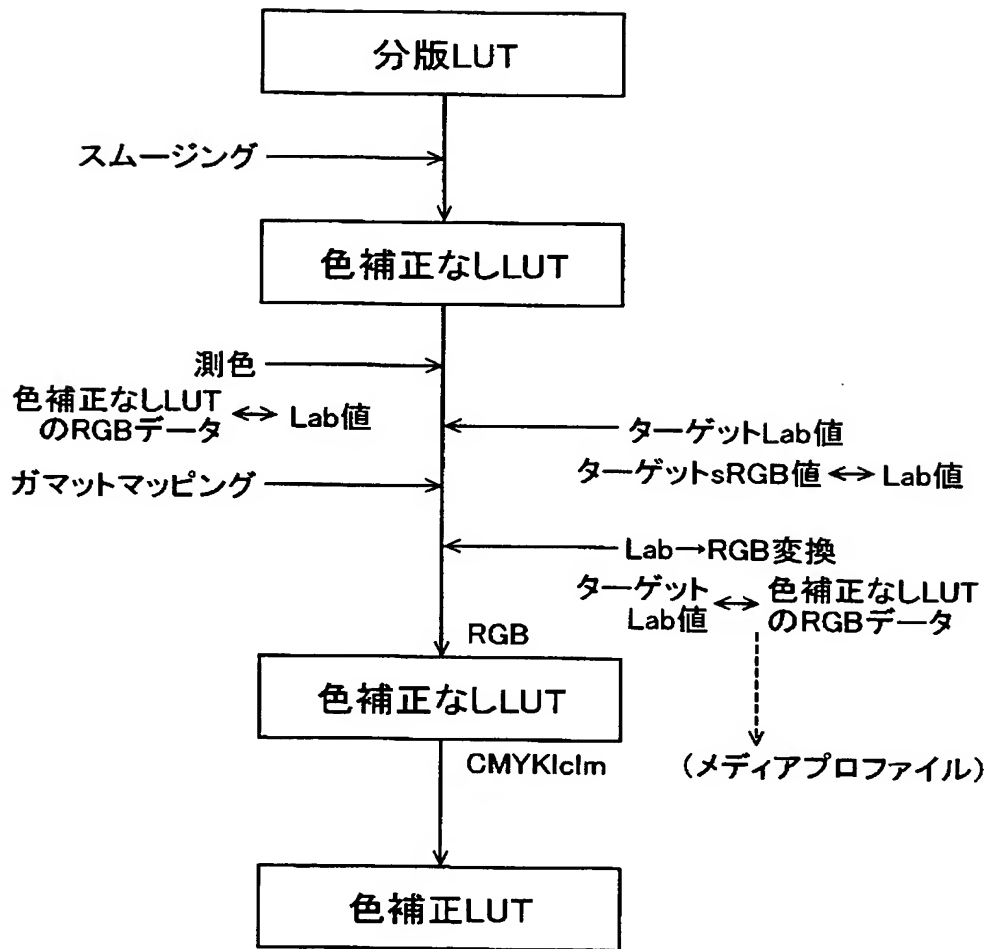 分版LUT
スムージング
色補正なしLUT
測色
色補正なしLUT
のRGBデータ
Lab値
ターゲットLab値
ターゲットsRGB値
Lab値
ガマットマッピング
Lab→RGB変換
ターゲット
Lab値
色補正なしLUT
のRGBデータ
RGB
色補正なしLUT
CMYKlclm
(メディアプロファイル)
色補正LUT